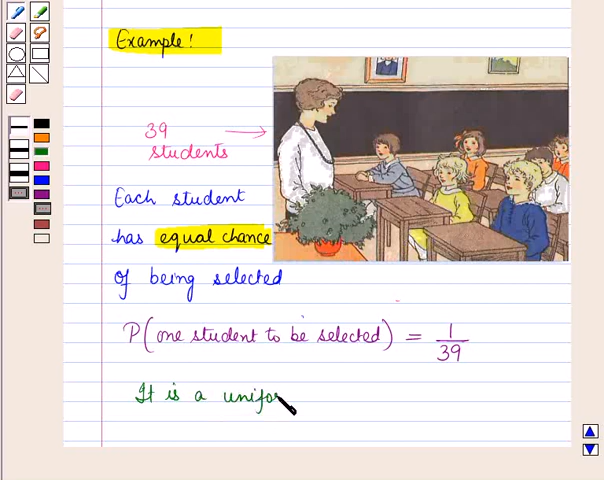 Example!
39
students
Each student
has equal chance
of being selected
P(one student to be selected) = 1/39
It is a unifo